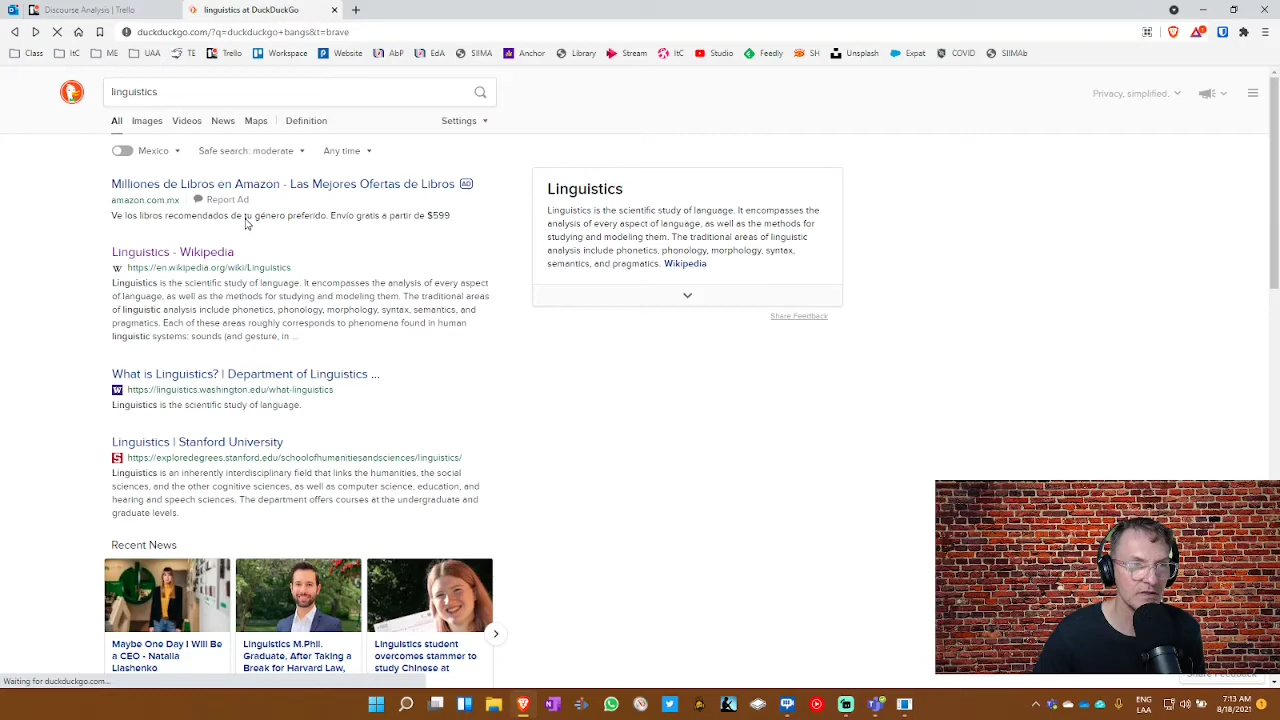 Discourse Analysis | Trello
linguistics at DuckDuckGo
duckduckgo.com/?q=duckduckgo+bangs&t=brave
Class
ItC
ME
UAA
TE
Trello
Workspace
Website
AbP
EdA
SIIMA
Anchor
Library
Stream
ItC
Studio
Feedly
SH
Unsplash
Expat
COVID
SIIMAb
linguistics
Privacy, simplified.
All
Images
Videos
News
Maps
Definition
Settings
Mexico
Safe search: moderate
Any time
Milliones de Libros en Amazon - Las Mejores Ofertas de Libros AD
amazon.com.mx
Report Ad
Ve los libros recomendados de tu género preferido. Envío gratis a partir de $599
Linguistics - Wikipedia
W https://en.wikipedia.org/wiki/Linguistics
Linguistics is the scientific study of language. It encompasses the analysis of every aspect
of language, as well as the methods for studying and modeling them. The traditional areas
of linguistic analysis include phonetics, phonology, morphology, syntax, semantics, and
pragmatics. Each of these areas roughly corresponds to phenomena found in human
linguistic systems: sounds (and gesture, in ...
What is Linguistics? | Department of Linguistics ...
W https://linguistics.washington.edu/what-linguistics
Linguistics is the scientific study of language.
Linguistics | Stanford University
S https://exploredegrees.stanford.edu/schoolofhumanitiesandsciences/linguistics/
Linguistics is an inherently interdisciplinary field that links the humanities, the social
sciences, and the other cognitive sciences, as well as computer science, education, and
hearing and speech sciences. The department offers courses at the undergraduate and
graduate levels.
Recent News
Maybe One Day I Will Be
a CEO - Natalia
Lashenko
Linguistics M.Phil.
Graduate, After Taking a
Break for Harvard Law,
Linguistics student
overcomes stammer to
study Chinese at
Linguistics
Linguistics is the scientific study of language. It encompasses the
analysis of every aspect of language, as well as the methods for
studying and modeling them. The traditional areas of linguistic
analysis include phonetics, phonology, morphology, syntax,
semantics, and pragmatics. Wikipedia
Share Feedback
Share Feedback
Waiting for duckduckgo.com...
ENG
LAA
7:13 AM
8/18/2021